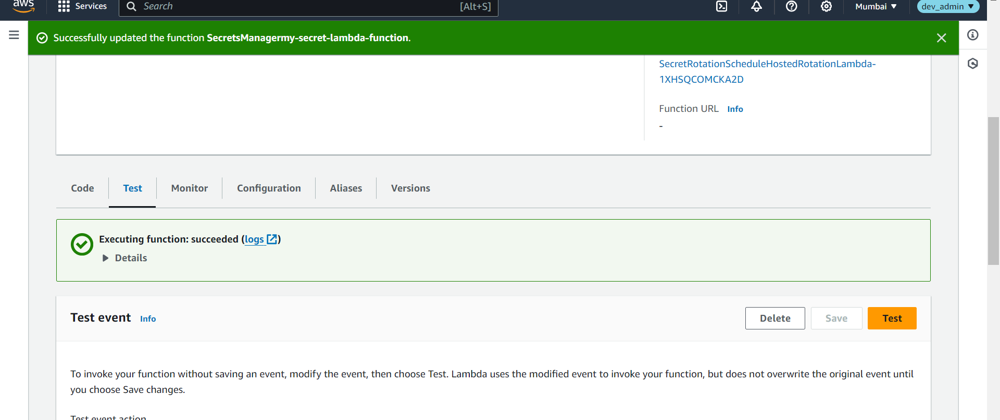 aws
Services
Search [Alt+S]
Mumbai ▼
dev_admin ▼
Successfully updated the function SecretsManagermy-secret-lambda-function.
SecretRotationScheduleHostedRotationLambda-
1XHSQCOMCKA2D
Function URL Info
-
Code Test Monitor Configuration Aliases Versions
Executing function: succeeded (logs)
Details
Test event Info
Delete Save Test
To invoke your function without saving an event, modify the event, then choose Test. Lambda uses the modified event to invoke your function, but does not overwrite the original event until
you choose Save changes.
Test event action